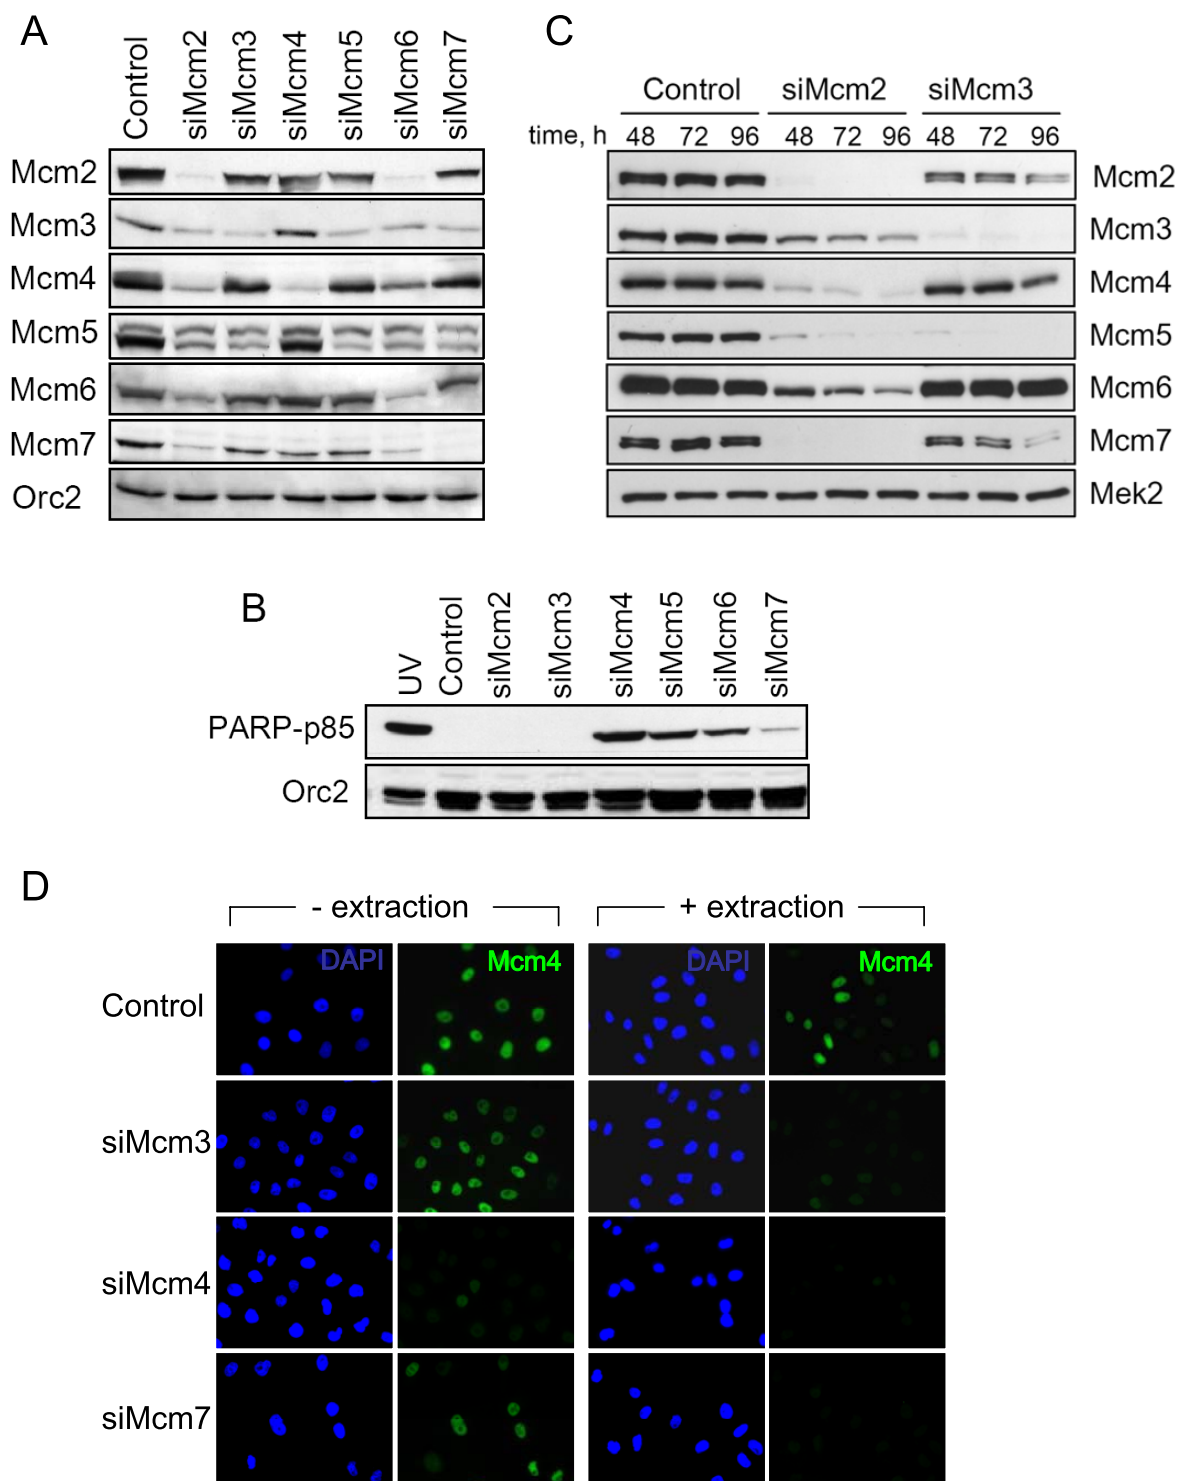 A
Control
siMcm2
siMcm3
siMcm4
siMcm5
siMcm6
siMcm7
Mcm2
Mcm3
Mcm4
Mcm5
Mcm6
Mcm7
Orc2
C
Control siMcm2 siMcm3
time, h 48 72 96 48 72 96 48 72 96
Mcm2
Mcm3
Mcm4
Mcm5
Mcm6
Mcm7
Mek2
B
UV
Control
siMcm2
siMcm3
siMcm4
siMcm5
siMcm6
siMcm7
PARP-p85
Orc2
D
- extraction + extraction
DAPI Mcm4 DAPI Mcm4
Control
siMcm3
siMcm4
siMcm7